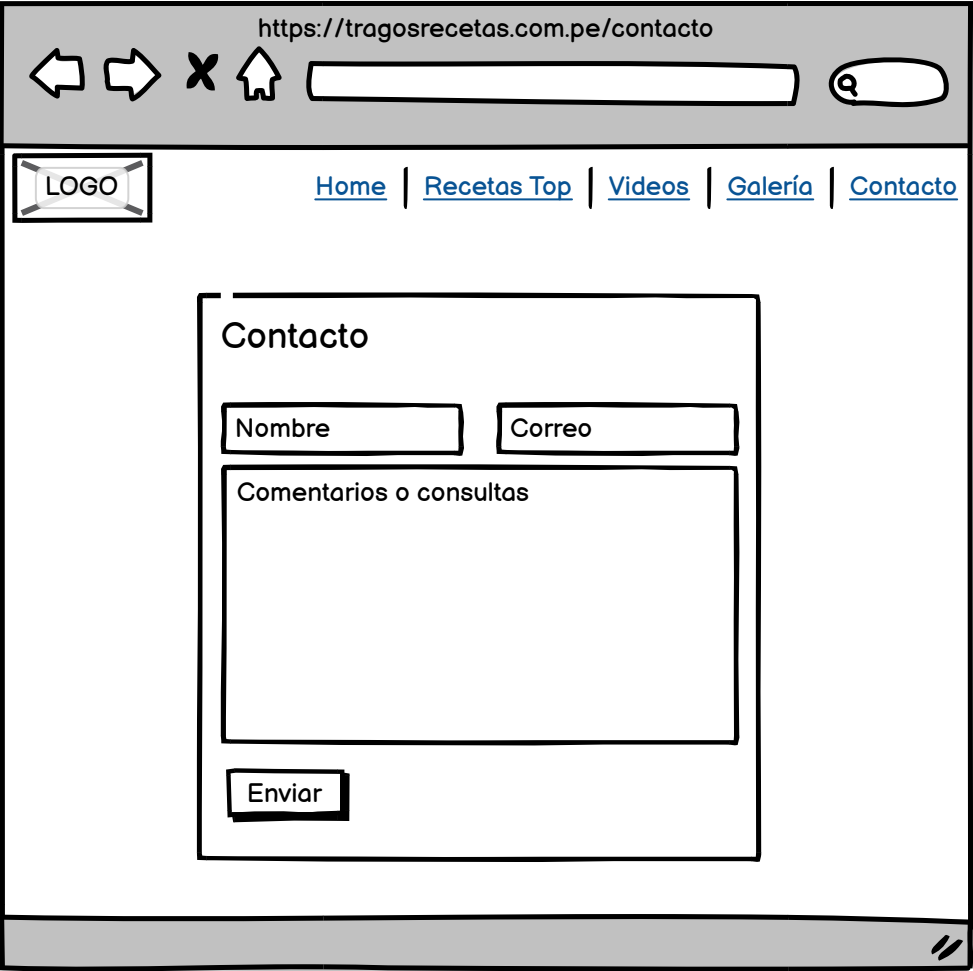 https://tragosrecetas.com.pe/contacto
LOGO
Home Recetas Top Videos Galería Contacto
Contacto
Nombre Correo
Comentarios o consultas
Enviar